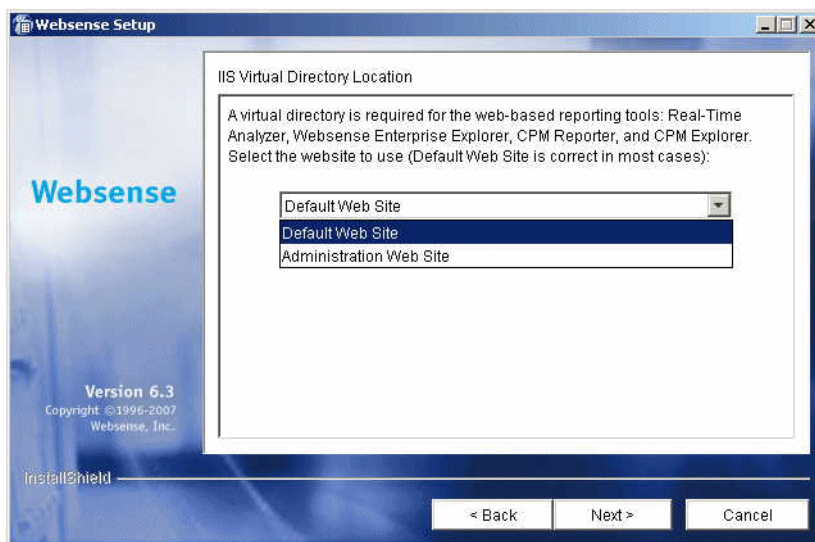 Websense Setup
IIS Virtual Directory Location
A virtual directory is required for the web-based reporting tools: Real-Time
Analyzer, Websense Enterprise Explorer, CPM Reporter, and CPM Explorer.
Select the website to use (Default Web Site is correct in most cases):
Websense
Default Web Site
Default Web Site
Administration Web Site
Version 6.3
Copyright ©1996-2007
Websense, Inc.
InstallShield
< Back
Next >
Cancel